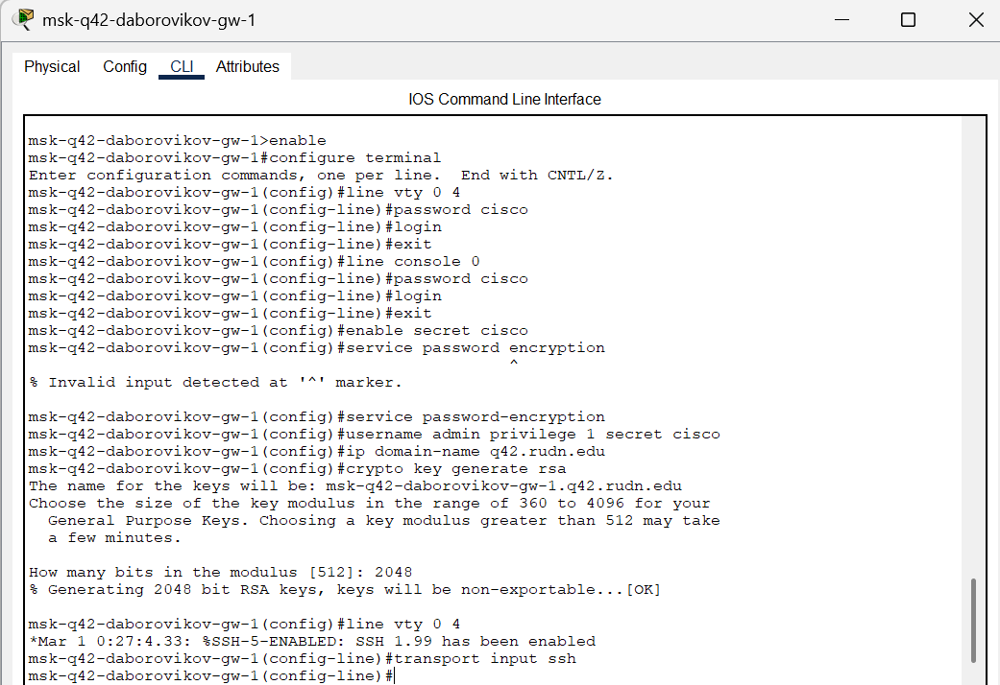 msk-q42-daborovikov-gw-1
Physical Config CLI Attributes
IOS Command Line Interface
msk-q42-daborovikov-gw-1>enable
msk-q42-daborovikov-gw-1#configure terminal
Enter configuration commands, one per line.  End with CNTL/Z.
msk-q42-daborovikov-gw-1(config)#line vty 0 4
msk-q42-daborovikov-gw-1(config-line)#password cisco
msk-q42-daborovikov-gw-1(config-line)#login
msk-q42-daborovikov-gw-1(config-line)#exit
msk-q42-daborovikov-gw-1(config)#line console 0
msk-q42-daborovikov-gw-1(config-line)#password cisco
msk-q42-daborovikov-gw-1(config-line)#login
msk-q42-daborovikov-gw-1(config-line)#exit
msk-q42-daborovikov-gw-1(config)#enable secret cisco
msk-q42-daborovikov-gw-1(config)#service password encryption
^
% Invalid input detected at '^' marker.
msk-q42-daborovikov-gw-1(config)#service password-encryption
msk-q42-daborovikov-gw-1(config)#username admin privilege 1 secret cisco
msk-q42-daborovikov-gw-1(config)#ip domain-name q42.rudn.edu
msk-q42-daborovikov-gw-1(config)#crypto key generate rsa
The name for the keys will be: msk-q42-daborovikov-gw-1.q42.rudn.edu
Choose the size of the key modulus in the range of 360 to 4096 for your
General Purpose Keys. Choosing a key modulus greater than 512 may take
a few minutes.
How many bits in the modulus [512]: 2048
% Generating 2048 bit RSA keys, keys will be non-exportable...[OK]
msk-q42-daborovikov-gw-1(config)#line vty 0 4
*Mar 1 0:27:4.33: %SSH-5-ENABLED: SSH 1.99 has been enabled
msk-q42-daborovikov-gw-1(config-line)#transport input ssh
msk-q42-daborovikov-gw-1(config-line)#